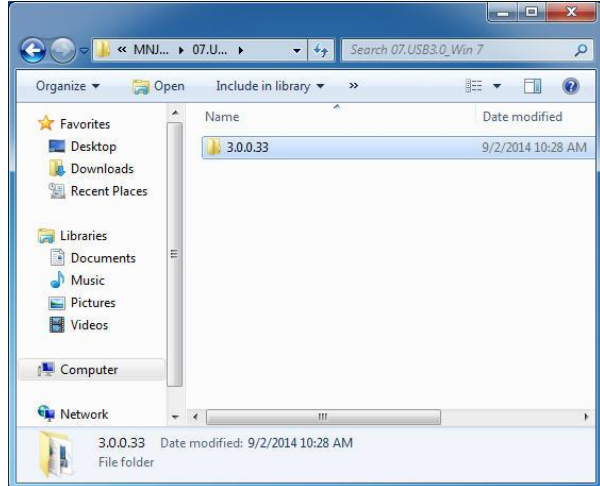 « MNJ... ▸ 07.U... ▸ Search 07.USB3.0_Win 7
Organize Open Include in library »
Name Date modified
3.0.0.33 9/2/2014 10:28 AM
Favorites
Desktop
Downloads
Recent Places
Libraries
Documents
Music
Pictures
Videos
Computer
Network
3.0.0.33 Date modified: 9/2/2014 10:28 AM
File folder